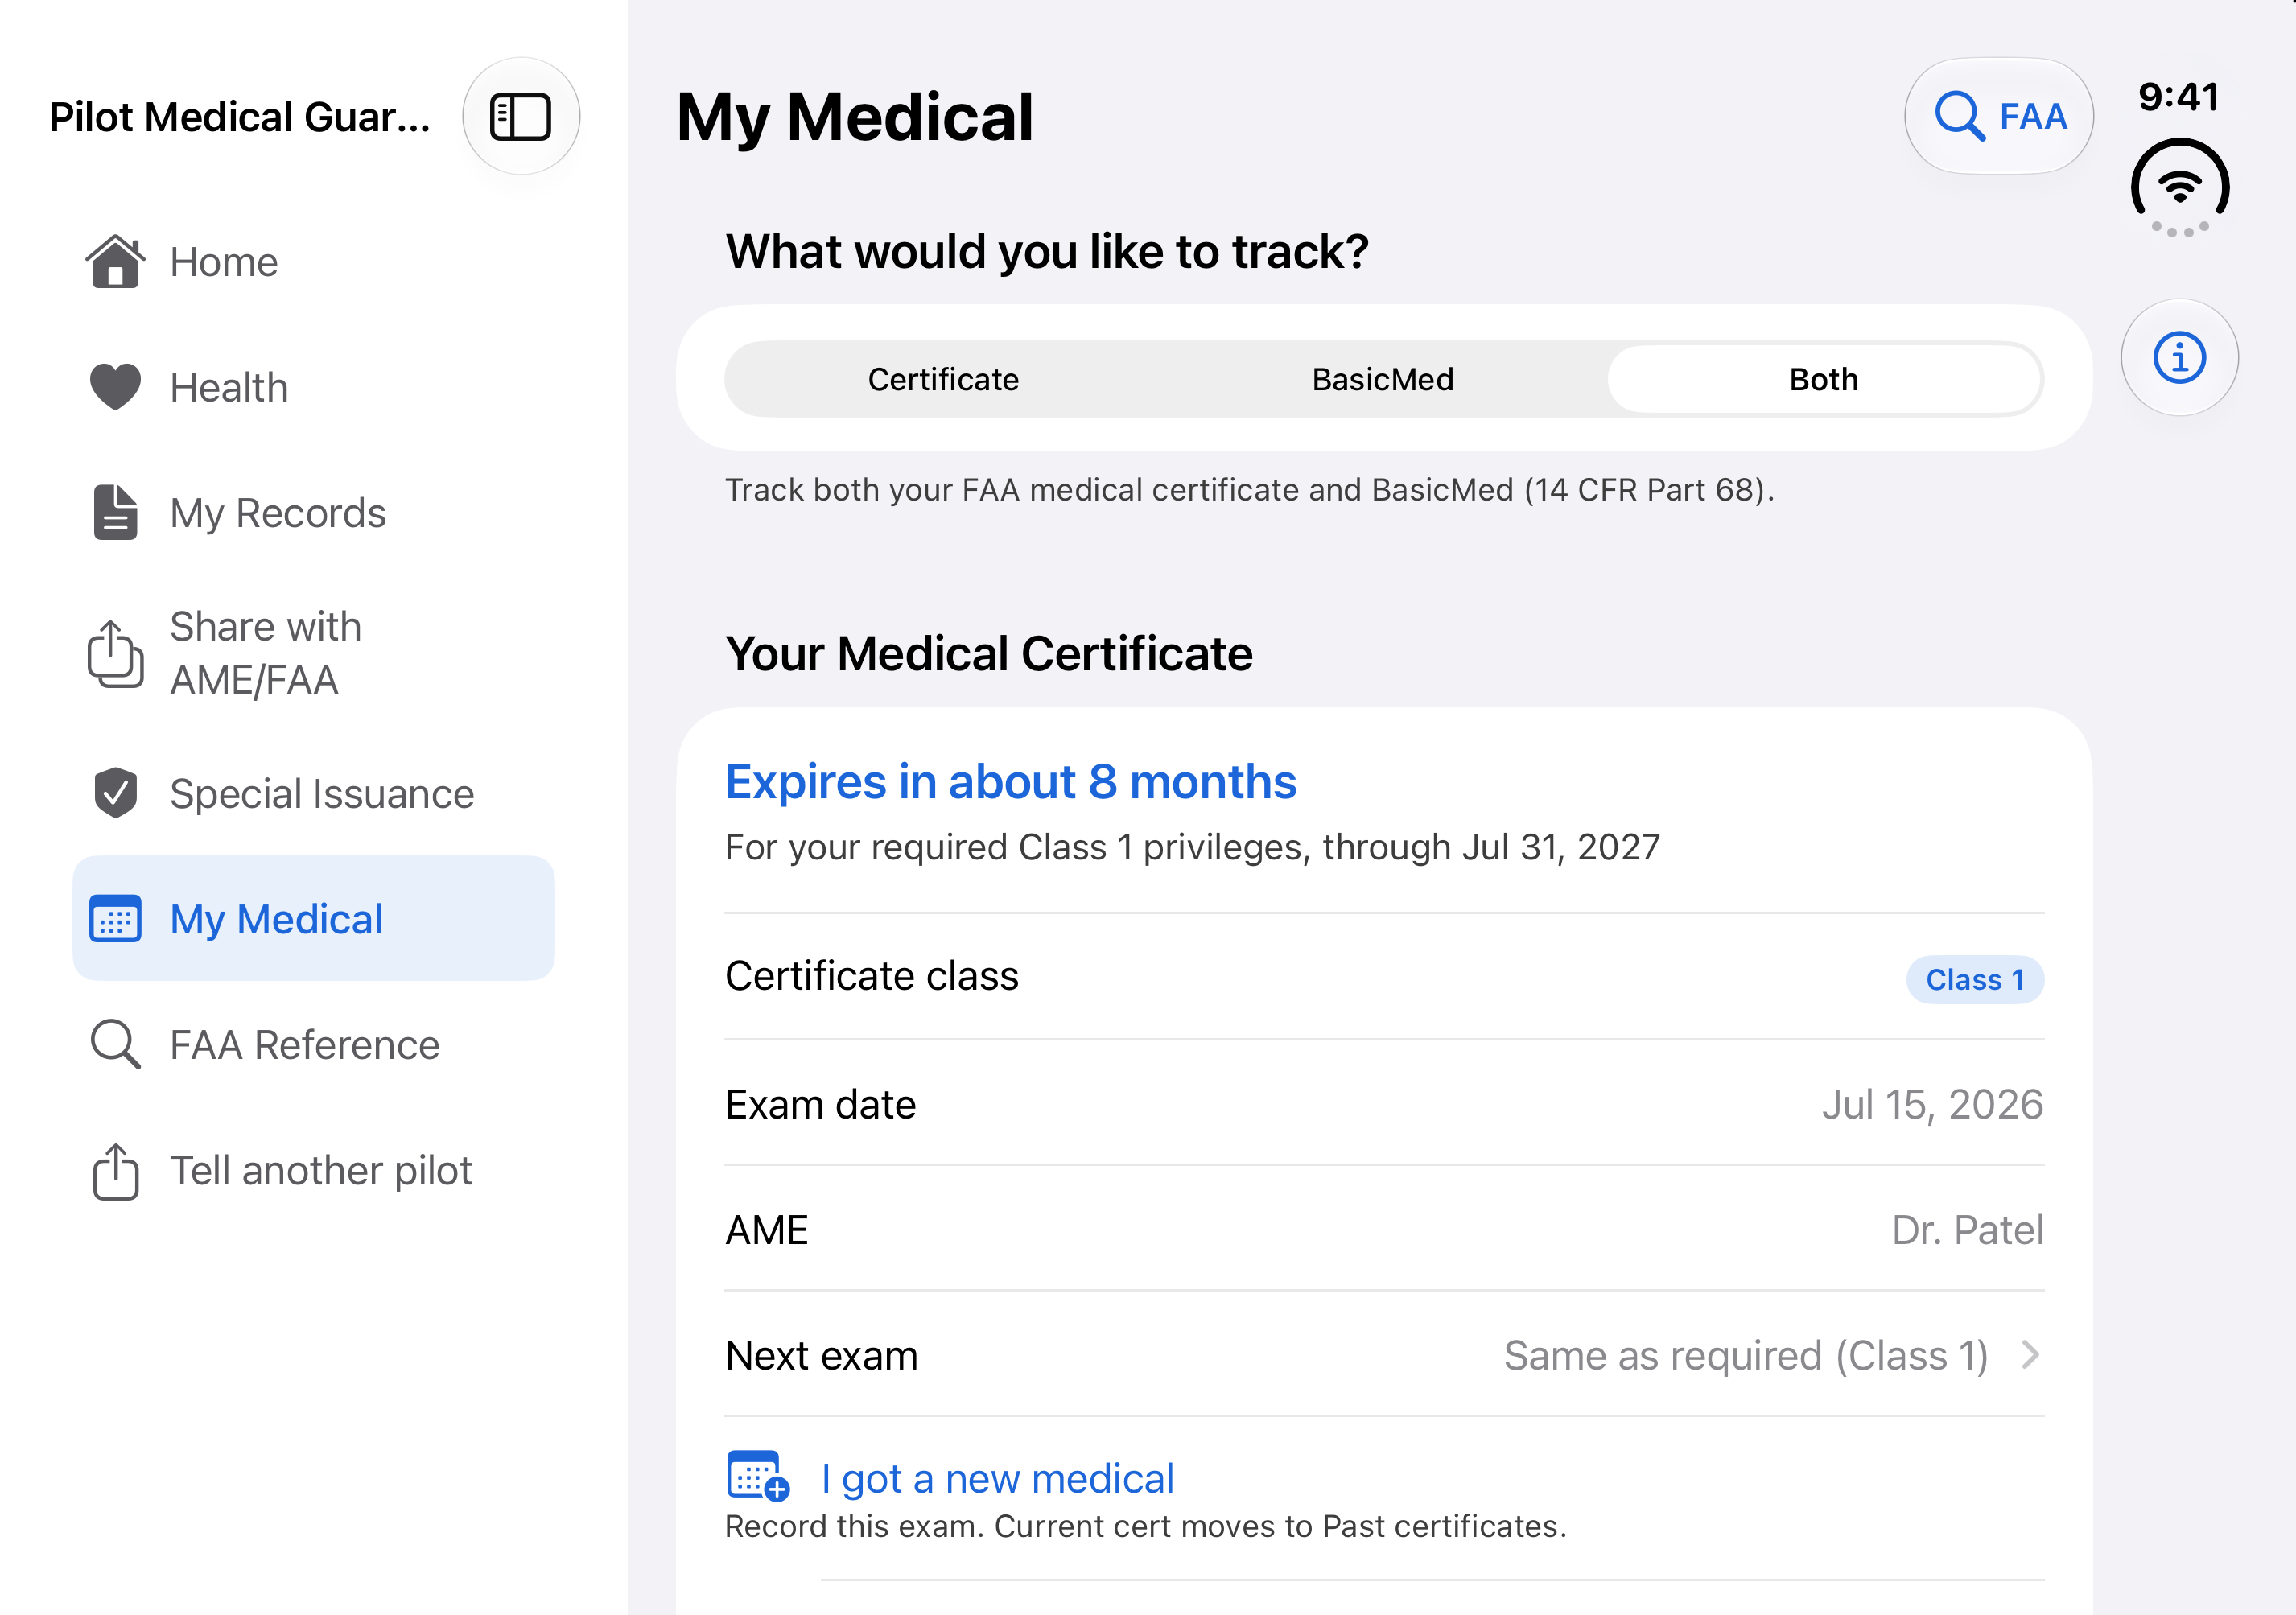 Pilot Medical Guar...
Home
Health
My Records
Share with
AME/FAA
Special Issuance
My Medical
FAA Reference
Tell another pilot
My Medical
FAA
9:41
What would you like to track?
Certificate
BasicMed
Both
Track both your FAA medical certificate and BasicMed (14 CFR Part 68).
Your Medical Certificate
Expires in about 8 months
For your required Class 1 privileges, through Jul 31, 2027
Certificate class
Class 1
Exam date
Jul 15, 2026
AME
Dr. Patel
Next exam
Same as required (Class 1)
I got a new medical
Record this exam. Current cert moves to Past certificates.